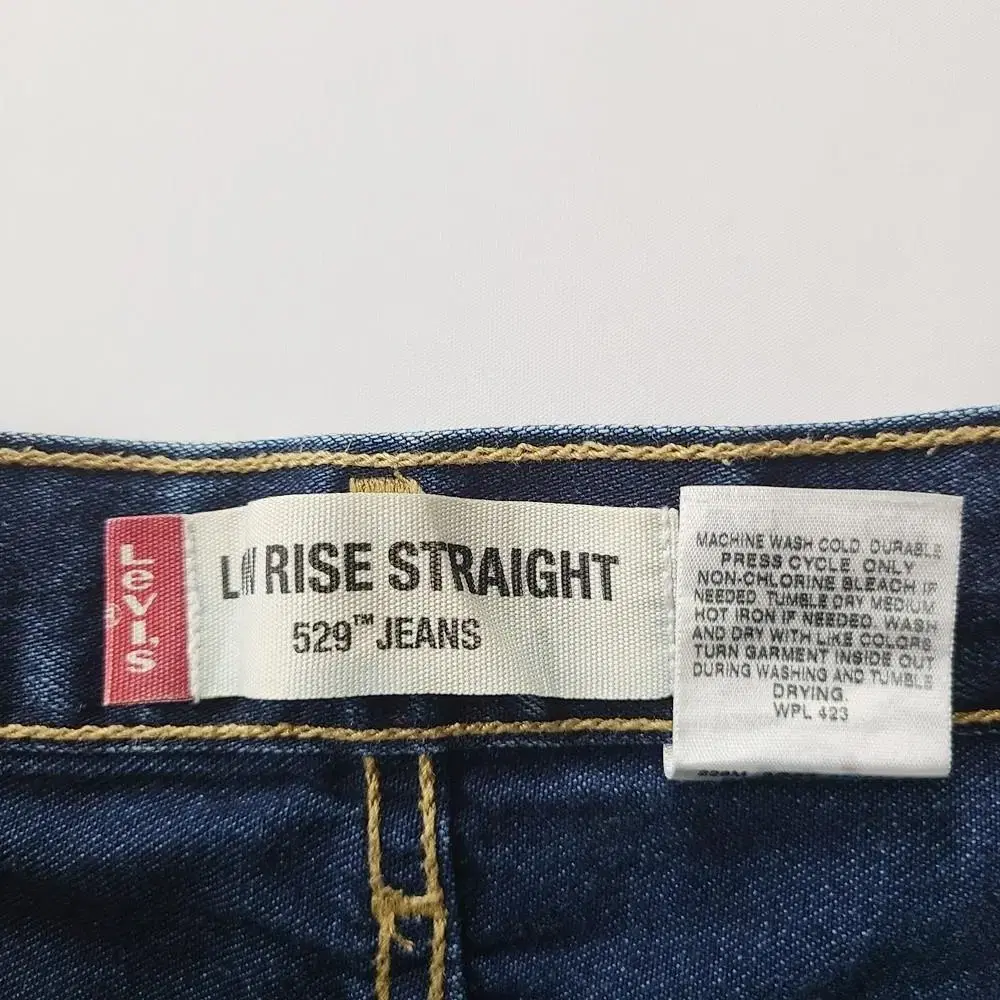 Levi's
LOW RISE STRAIGHT
529™ JEANS
MACHINE WASH COLD DURABLE
PRESS CYCLE ONLY
NON-CHLORINE BLEACH IF
NEEDED TUMBLE DRY MEDIUM
HOT IRON IF NEEDED WASH
AND DRY WITH LIKE COLORS
TURN GARMENT INSIDE OUT
DURING WASHING AND TUMBLE
DRYING.
WPL 423